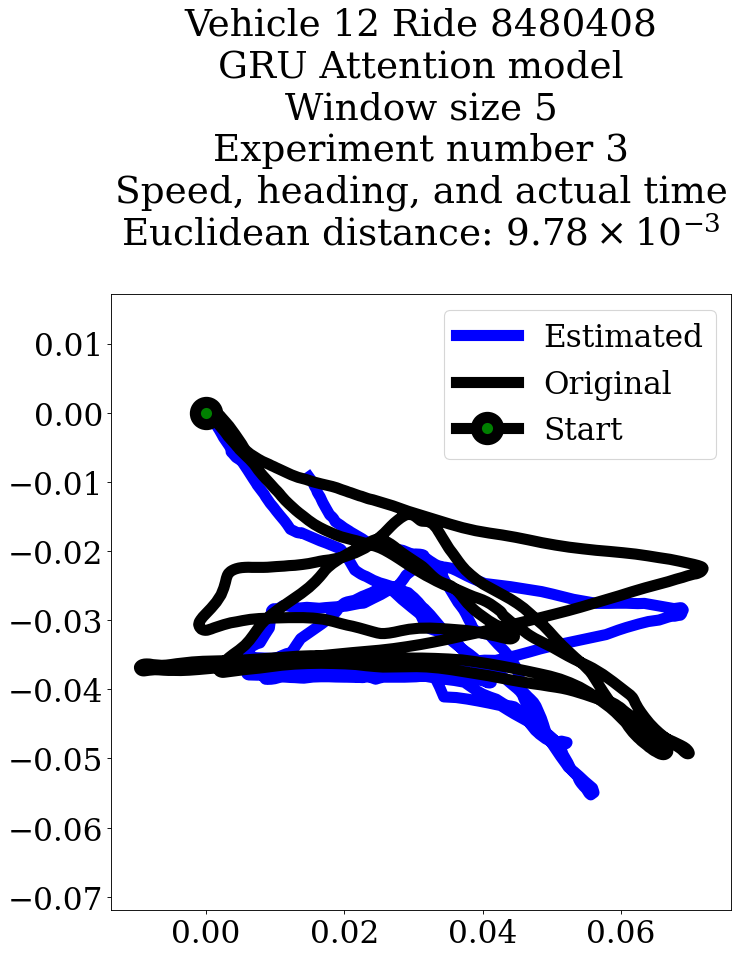 Vehicle 12 Ride 8480408
GRU Attention model
Window size 5
Experiment number 3
Speed, heading, and actual time
Euclidean distance: 9.78 × 10⁻³
Estimated
Original
Start
0.01
0.00
−0.01
−0.02
−0.03
−0.04
−0.05
−0.06
−0.07
0.00 0.02 0.04 0.06